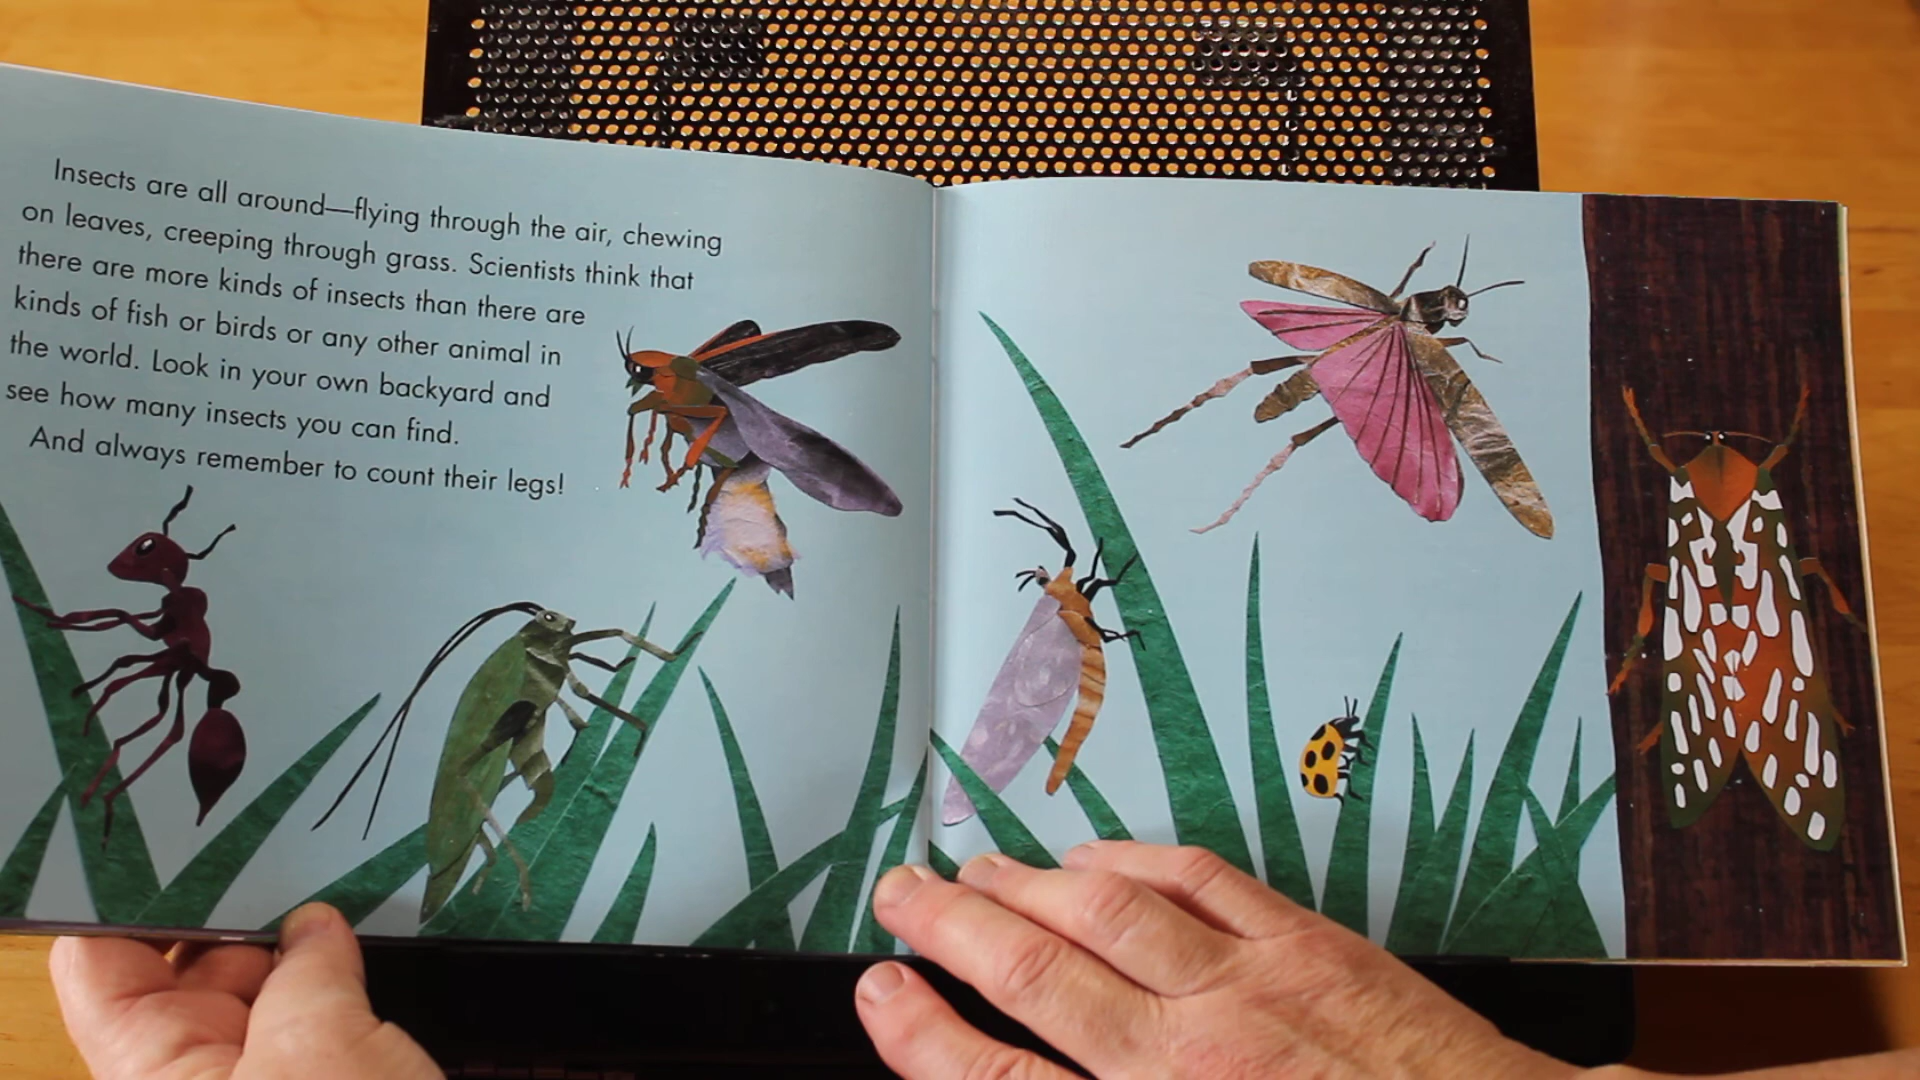 Insects are all around—flying through the air, chewing
on leaves, creeping through grass. Scientists think that
there are more kinds of insects than there are
kinds of fish or birds or any other animal in
the world. Look in your own backyard and
see how many insects you can find.
And always remember to count their legs!